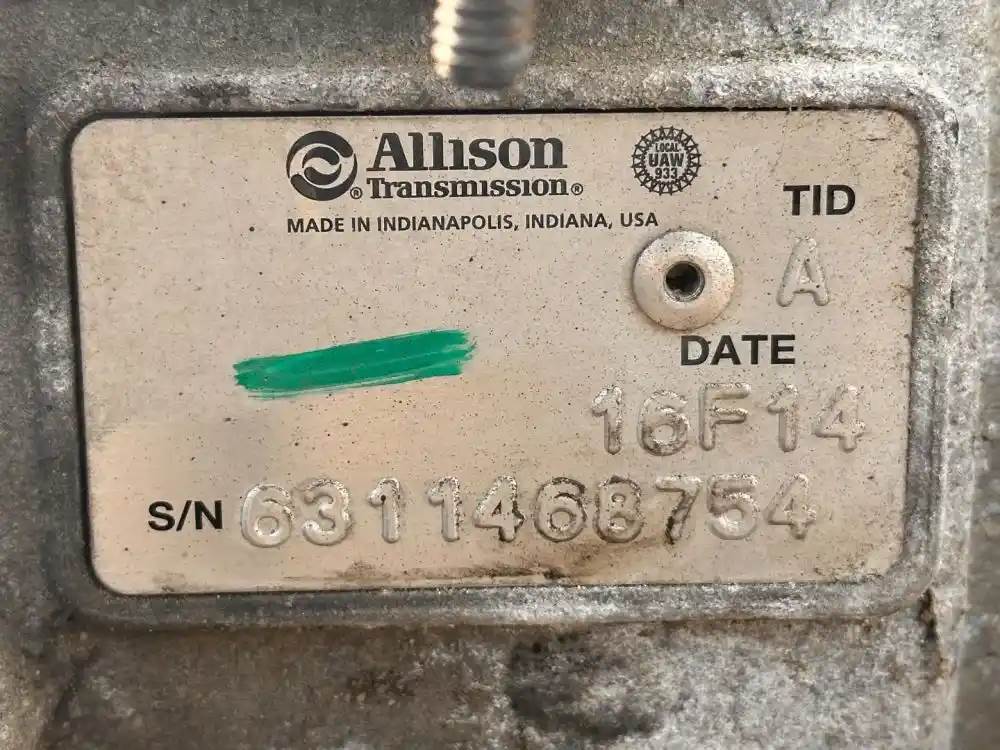 Allison
Transmission®
LOCAL
UAW
933
MADE IN INDIANAPOLIS, INDIANA, USA
TID
A
DATE
16F14
S/N 6311468754